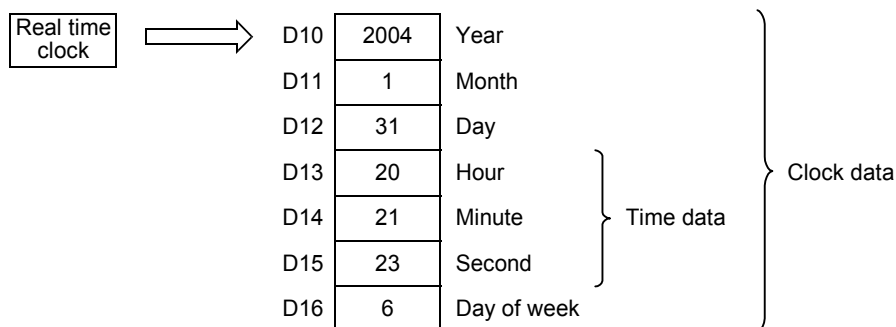 Real time
clock
D10 2004 Year
D11 1 Month
D12 31 Day
D13 20 Hour
D14 21 Minute
D15 23 Second
D16 6 Day of week
Time data
Clock data